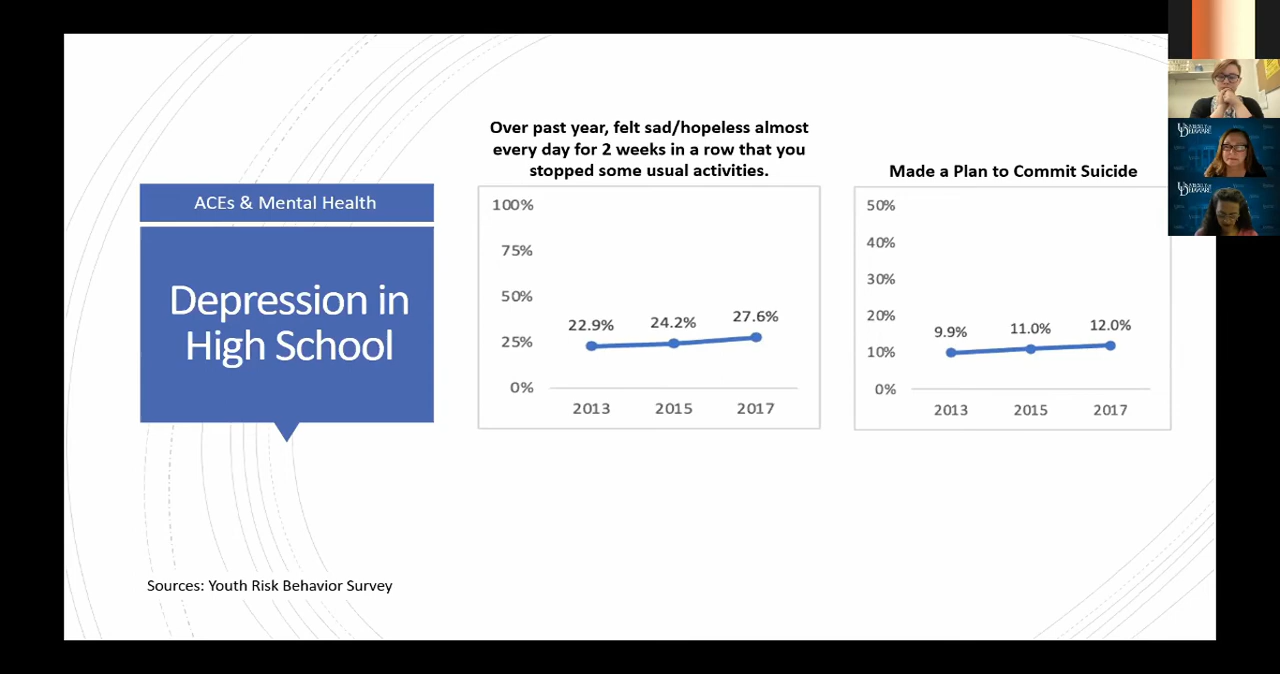 ACEs & Mental Health
Depression in
High School
Over past year, felt sad/hopeless almost
every day for 2 weeks in a row that you
stopped some usual activities.
100%
75%
50%
25%
0%
22.9%
24.2%
27.6%
2013
2015
2017
Made a Plan to Commit Suicide
50%
40%
30%
20%
10%
0%
9.9%
11.0%
12.0%
2013
2015
2017
Sources: Youth Risk Behavior Survey